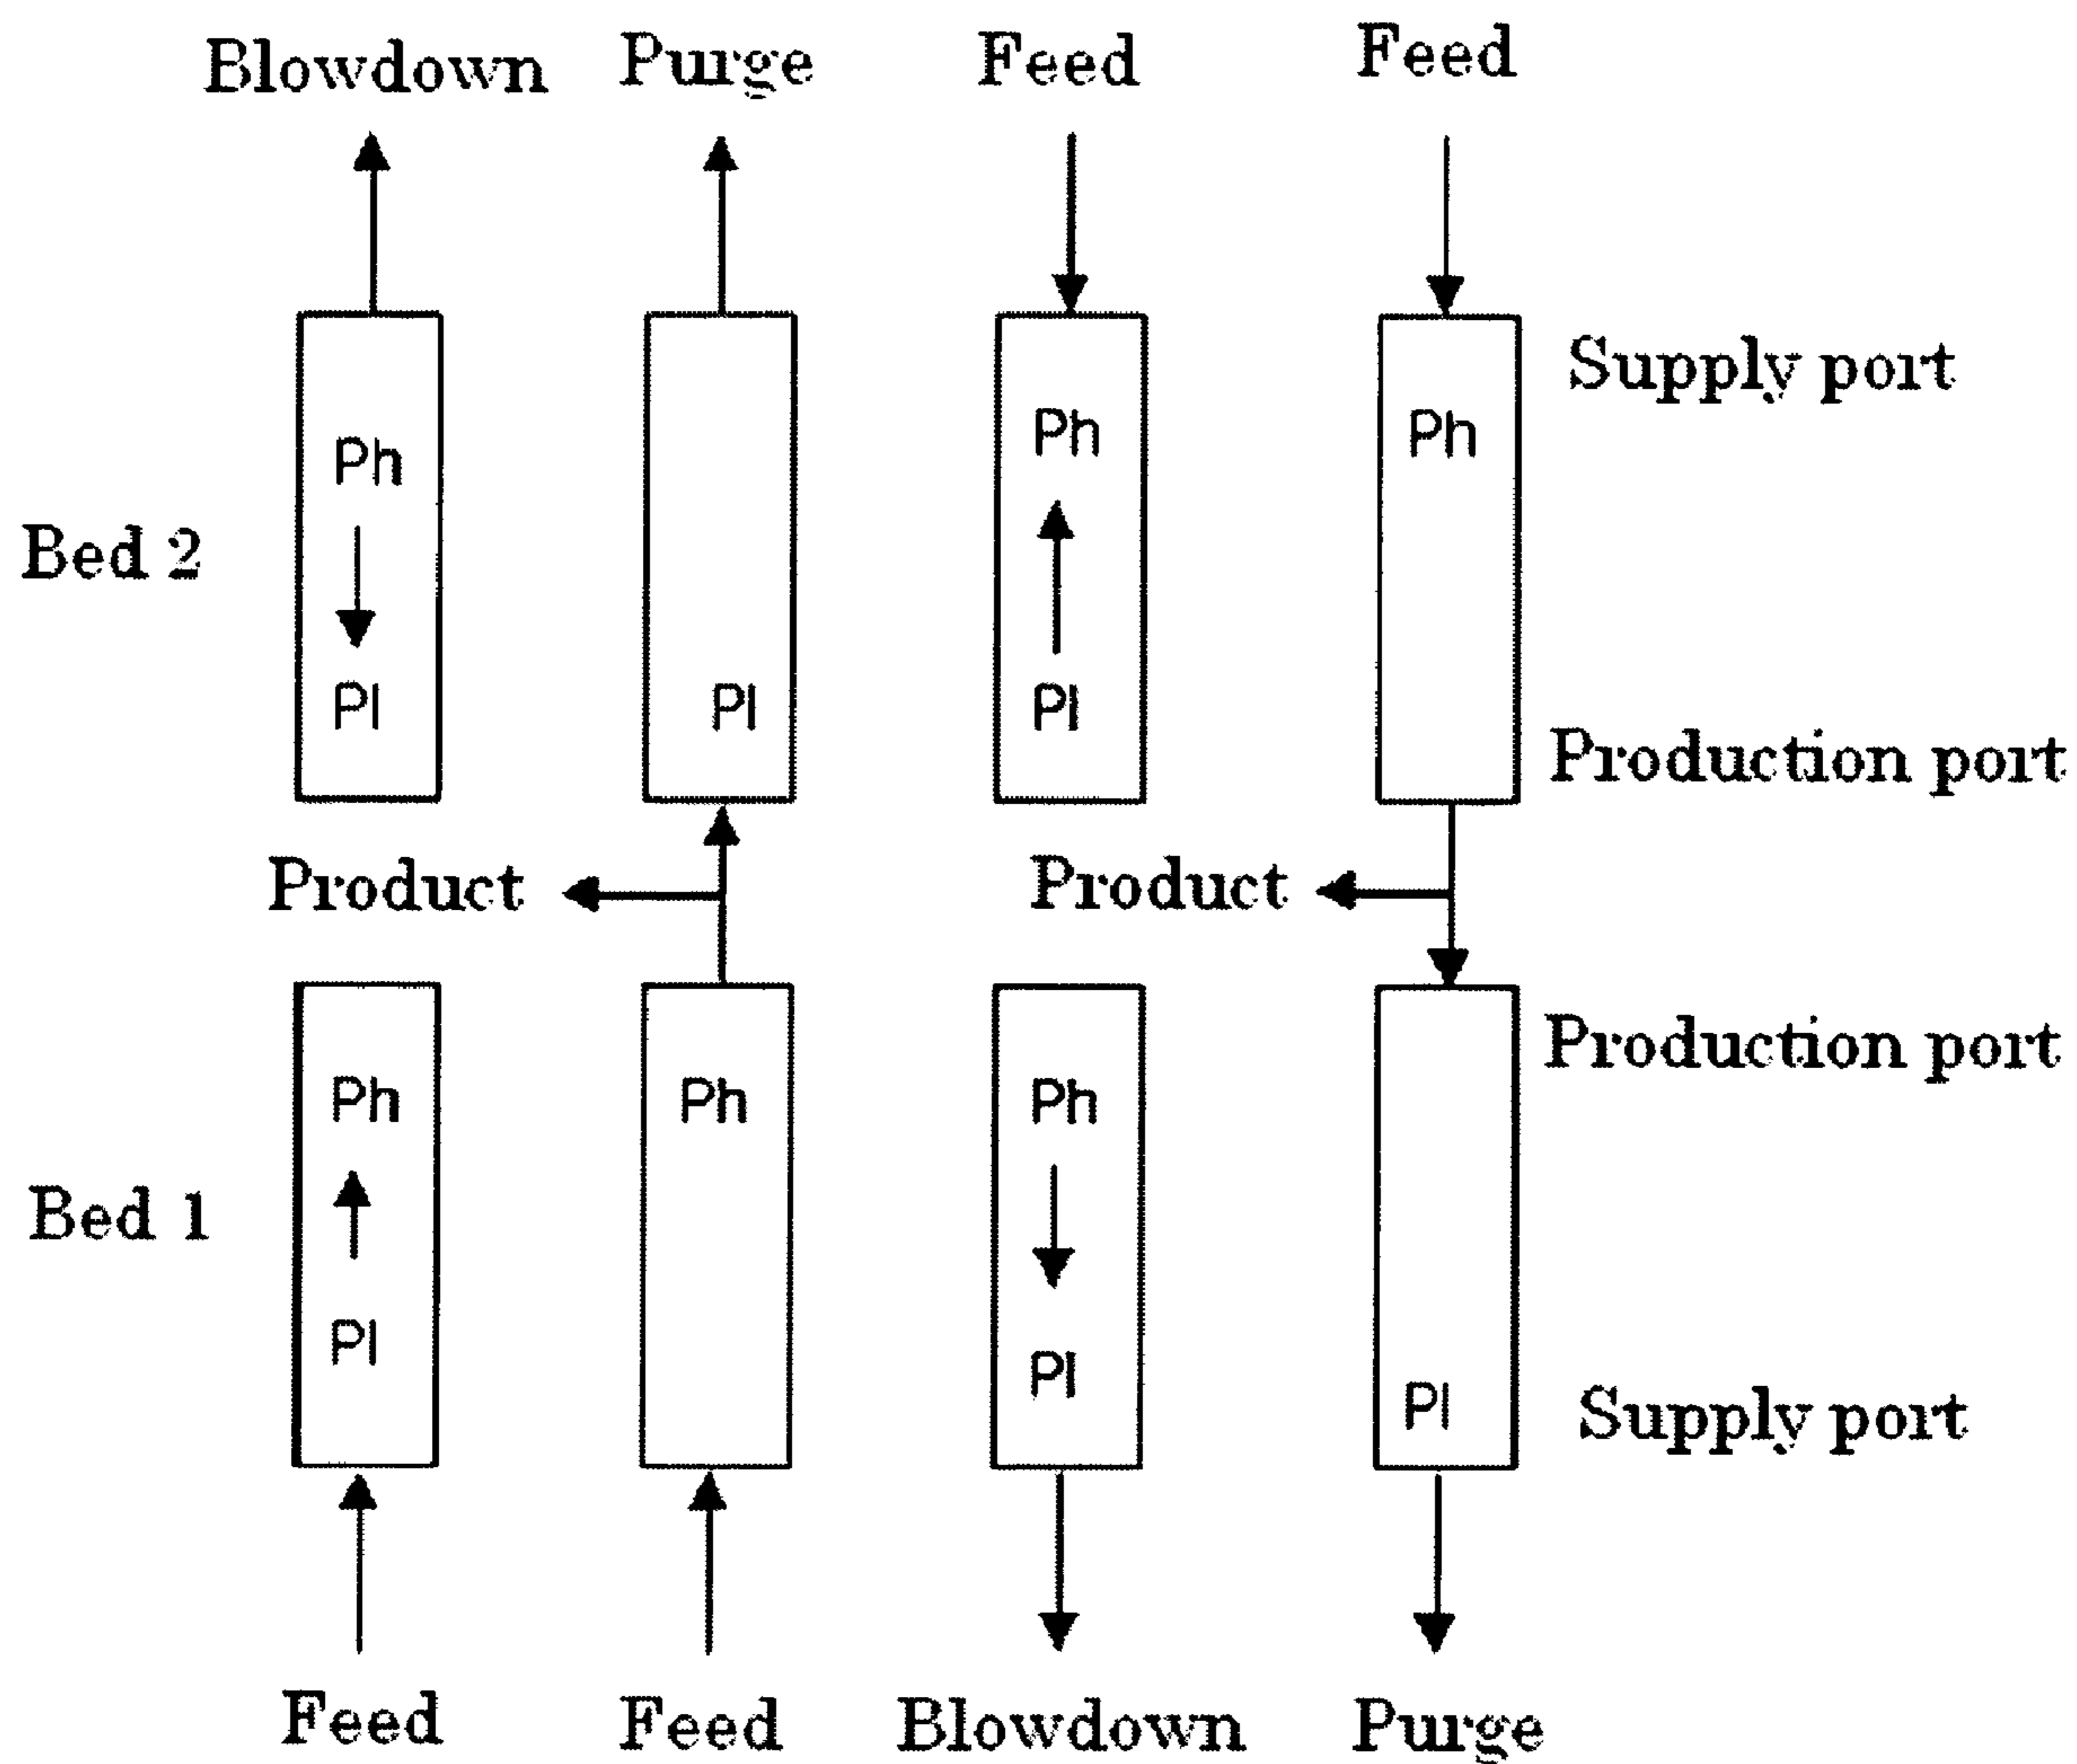 Blowdown Purge Feed Feed
Supply port
Ph Ph Ph
Bed 2
Pl Pl Pl
Production port
Product Product
Production port
Ph Ph Ph
Bed 1
Pl Pl Pl
Supply port
Feed Feed Blowdown Purge